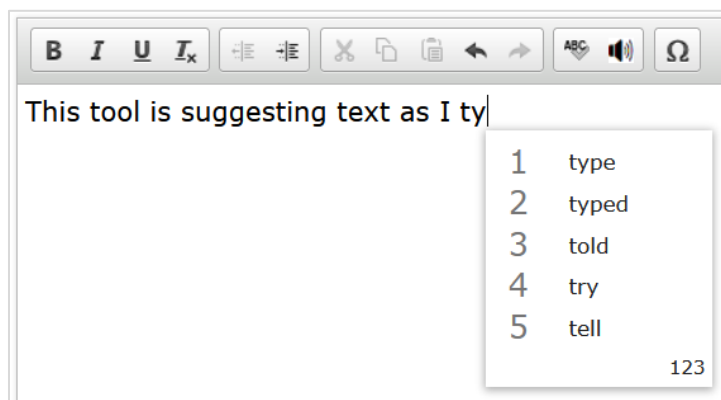 B I U Tx ABC Ω
This tool is suggesting text as I ty
1 type
2 typed
3 told
4 try
5 tell
123